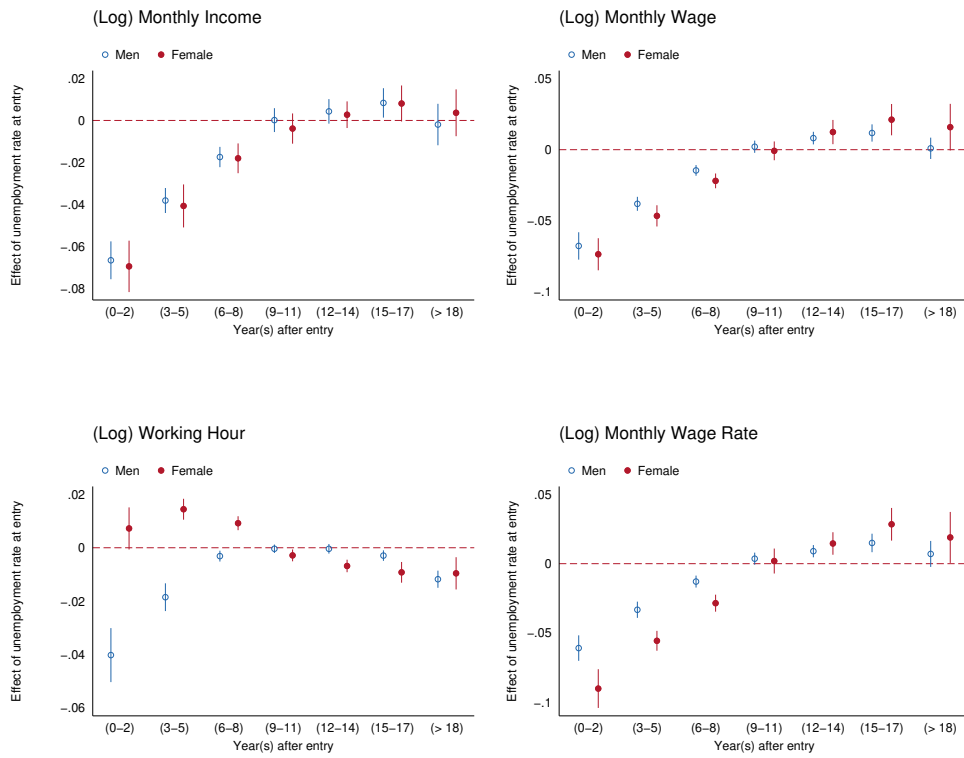 (Log) Monthly Income
Men Female
Effect of unemployment rate at entry
.02
0
−.02
−.04
−.06
−.08
(0−2) (3−5) (6−8) (9−11) (12−14) (15−17) (> 18)
Year(s) after entry
(Log) Monthly Wage
Men Female
Effect of unemployment rate at entry
.05
0
−.05
−.1
(0−2) (3−5) (6−8) (9−11) (12−14) (15−17) (> 18)
Year(s) after entry
(Log) Working Hour
Men Female
Effect of unemployment rate at entry
.02
0
−.02
−.04
−.06
(0−2) (3−5) (6−8) (9−11) (12−14) (15−17) (> 18)
Year(s) after entry
(Log) Monthly Wage Rate
Men Female
Effect of unemployment rate at entry
.05
0
−.05
−.1
(0−2) (3−5) (6−8) (9−11) (12−14) (15−17) (> 18)
Year(s) after entry